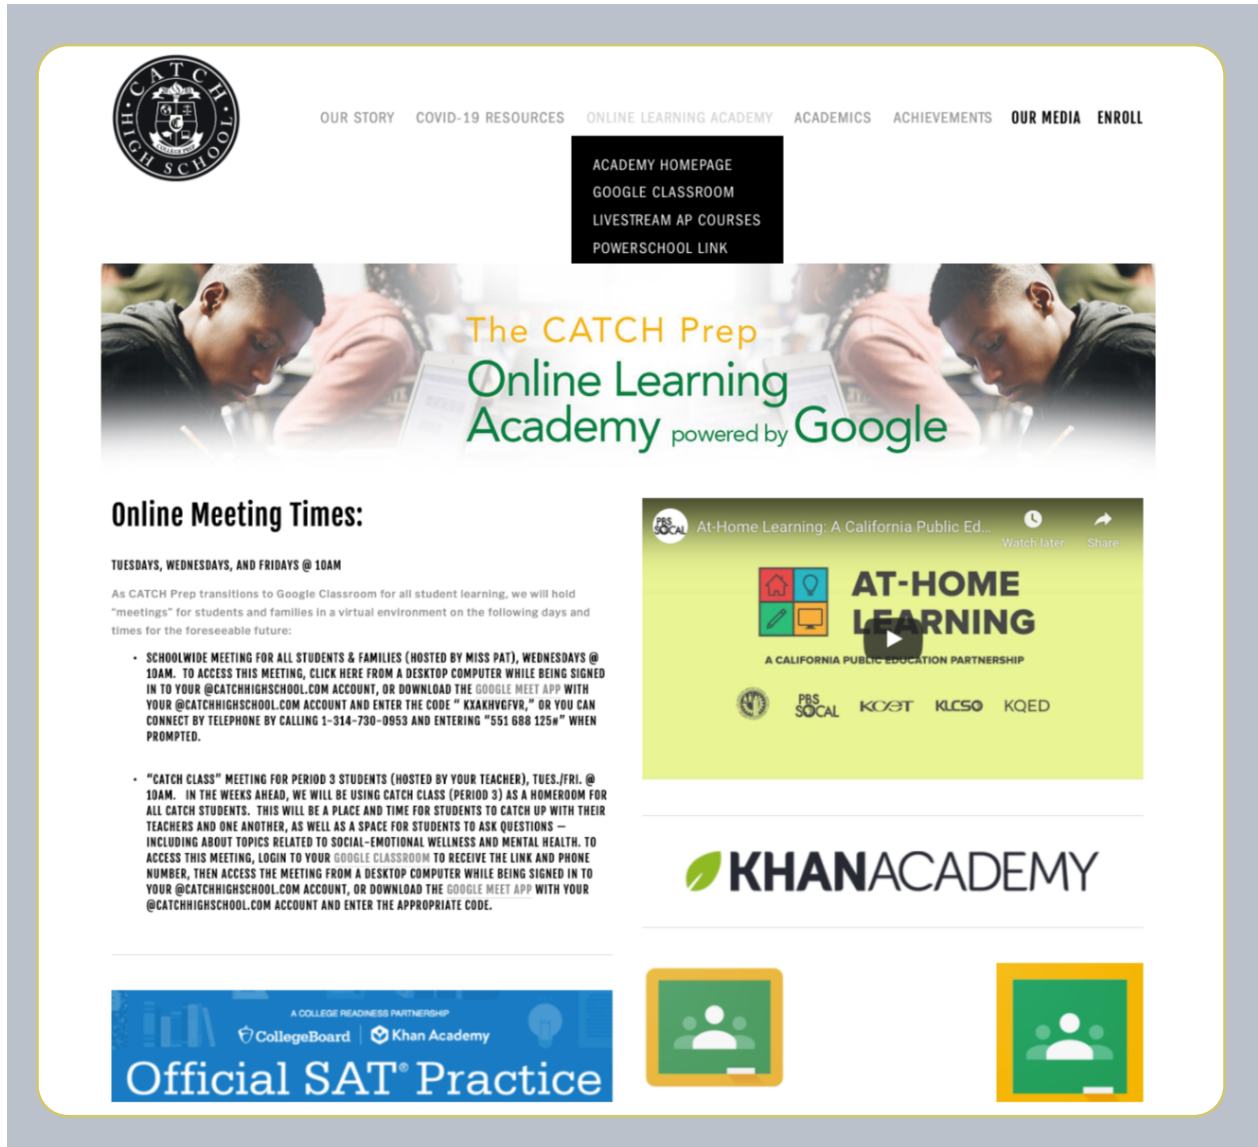 CATCH
HIGH SCHOOL
COLLEGE PREP
OUR STORY COVID-19 RESOURCES ONLINE LEARNING ACADEMY ACADEMICS ACHIEVEMENTS OUR MEDIA ENROLL
ACADEMY HOMEPAGE
GOOGLE CLASSROOM
LIVESTREAM AP COURSES
POWERSCHOOL LINK
The CATCH Prep
Online Learning
Academy powered by Google
Online Meeting Times:
TUESDAYS, WEDNESDAYS, AND FRIDAYS @ 10AM
As CATCH Prep transitions to Google Classroom for all student learning, we will hold
“meetings” for students and families in a virtual environment on the following days and
times for the foreseeable future:
• SCHOOLWIDE MEETING FOR ALL STUDENTS & FAMILIES (HOSTED BY MISS PAT), WEDNESDAYS @
10AM. TO ACCESS THIS MEETING, CLICK HERE FROM A DESKTOP COMPUTER WHILE BEING SIGNED
IN TO YOUR @CATCHHIGHSCHOOL.COM ACCOUNT, OR DOWNLOAD THE GOOGLE MEET APP WITH
YOUR @CATCHHIGHSCHOOL.COM ACCOUNT AND ENTER THE CODE “ KXAKHVGFVR,” OR YOU CAN
CONNECT BY TELEPHONE BY CALLING 1-314-730-0953 AND ENTERING “551 688 125#” WHEN
PROMPTED.
• “CATCH CLASS” MEETING FOR PERIOD 3 STUDENTS (HOSTED BY YOUR TEACHER), TUES./FRI. @
10AM. IN THE WEEKS AHEAD, WE WILL BE USING CATCH CLASS (PERIOD 3) AS A HOMEROOM FOR
ALL CATCH STUDENTS. THIS WILL BE A PLACE AND TIME FOR STUDENTS TO CATCH UP WITH THEIR
TEACHERS AND ONE ANOTHER, AS WELL AS A SPACE FOR STUDENTS TO ASK QUESTIONS —
INCLUDING ABOUT TOPICS RELATED TO SOCIAL-EMOTIONAL WELLNESS AND MENTAL HEALTH. TO
ACCESS THIS MEETING, LOGIN TO YOUR GOOGLE CLASSROOM TO RECEIVE THE LINK AND PHONE
NUMBER, THEN ACCESS THE MEETING FROM A DESKTOP COMPUTER WHILE BEING SIGNED IN TO
YOUR @CATCHHIGHSCHOOL.COM ACCOUNT, OR DOWNLOAD THE GOOGLE MEET APP WITH YOUR
@CATCHHIGHSCHOOL.COM ACCOUNT AND ENTER THE APPROPRIATE CODE.
A COLLEGE READINESS PARTNERSHIP
CollegeBoard | Khan Academy
Official SAT® Practice
PBS SOCAL At-Home Learning: A California Public Ed...
Watch later Share
AT-HOME
LEARNING
A CALIFORNIA PUBLIC EDUCATION PARTNERSHIP
PBS SOCAL KCET KLCS KQED
KHANACADEMY